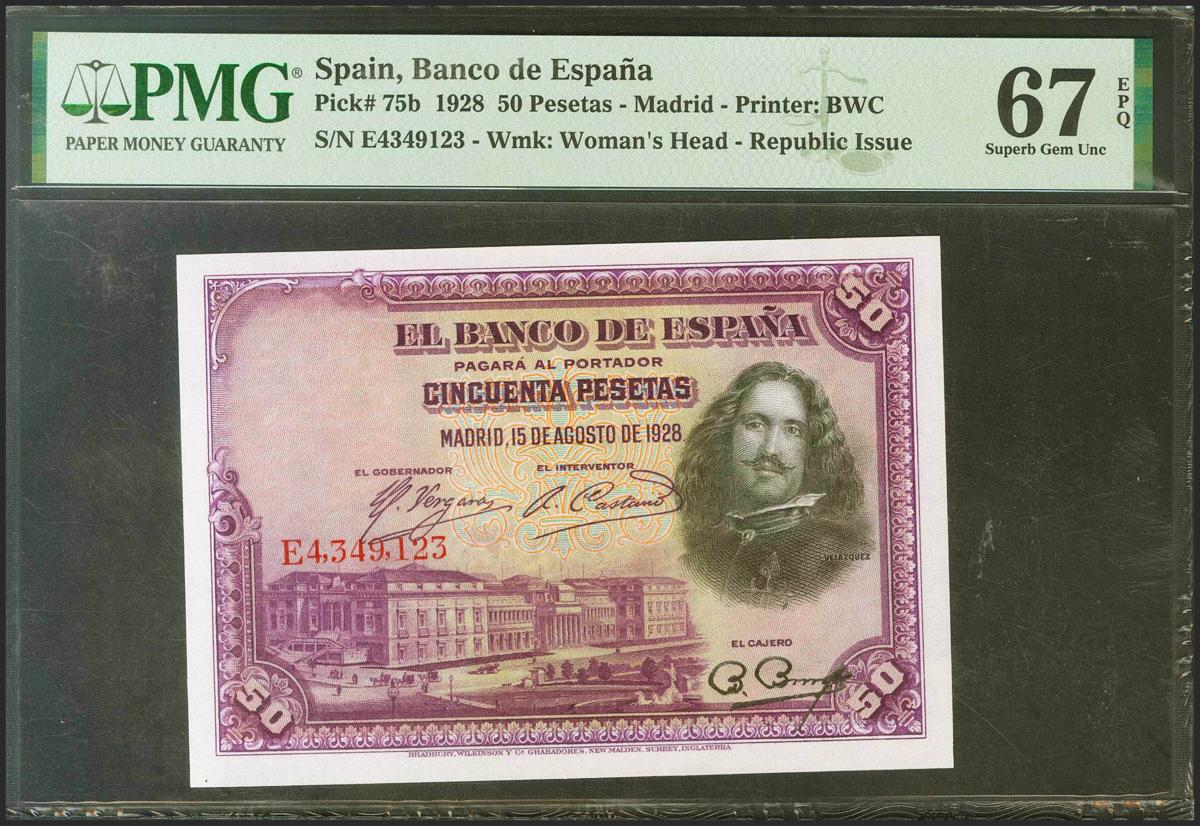 PMG®
PAPER MONEY GUARANTY
Spain, Banco de España
Pick# 75b 1928 50 Pesetas - Madrid - Printer: BWC
S/N E4349123 - Wmk: Woman's Head - Republic Issue
67
EPQ
Superb Gem Unc
50
EL BANCO DE ESPAÑA
PAGARÁ AL PORTADOR
CINCUENTA PESETAS
MADRID, 15 DE AGOSTO DE 1928.
EL GOBERNADOR
EL INTERVENTOR
E4,349,123
VELAZQUEZ
EL CAJERO
50
50
BRADBURY, WILKINSON Y Cª GRABADORES, NEW MALDEN, SURREY, INGLATERRA